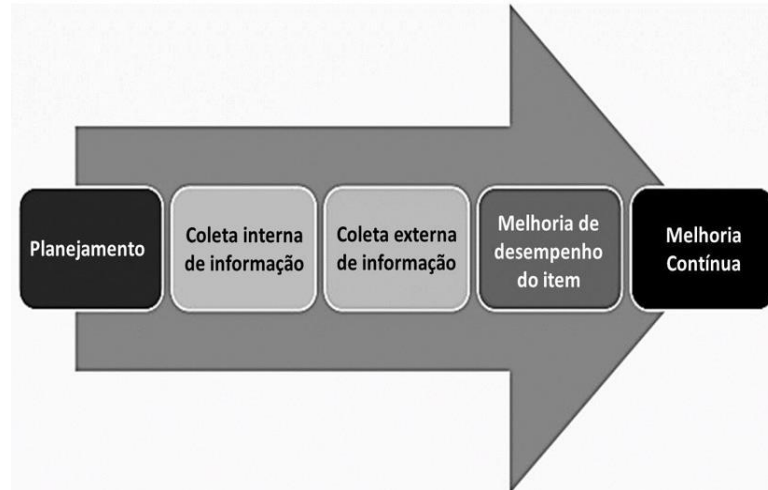 Planejamento
Coleta interna
de informação
Coleta externa
de informação
Melhoria de
desempenho
do item
Melhoria
Contínua